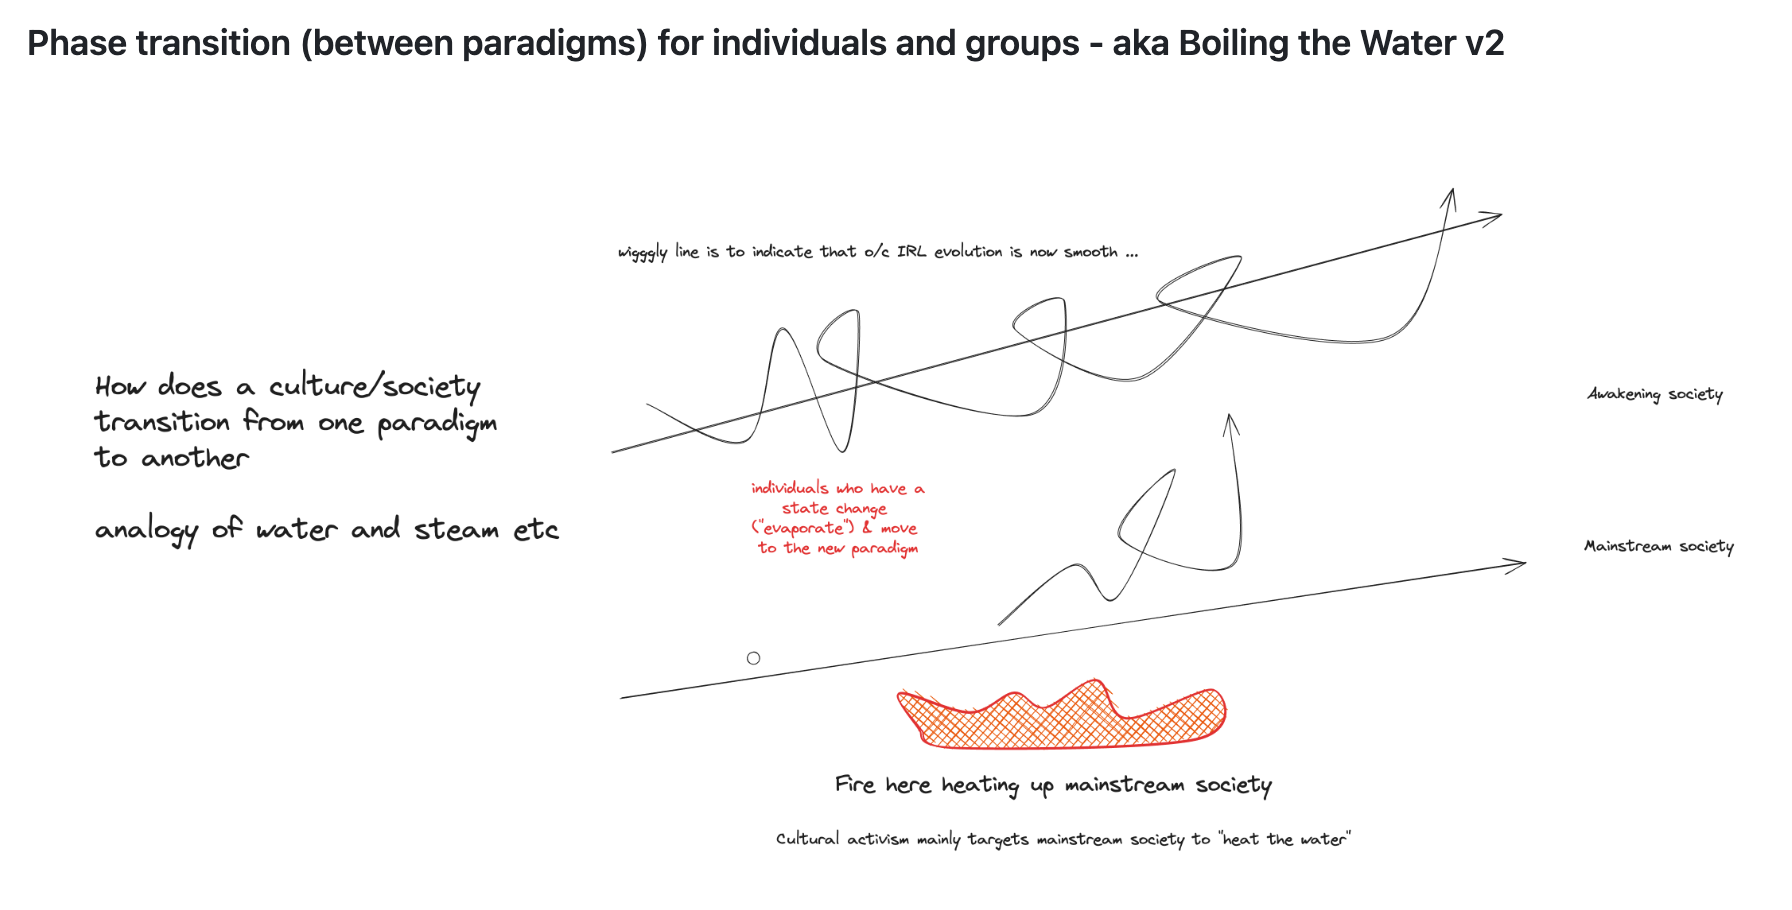 Phase transition (between paradigms) for individuals and groups - aka Boiling the Water v2
wigggly line is to indicate that o/c IRL evolution is now smooth ...
How does a culture/society
transition from one paradigm
to another
analogy of water and steam etc
Awakening society
individuals who have a
state change
("evaporate") & move
to the new paradigm
Mainstream society
Fire here heating up mainstream society
Cultural activism mainly targets mainstream society to "heat the water"